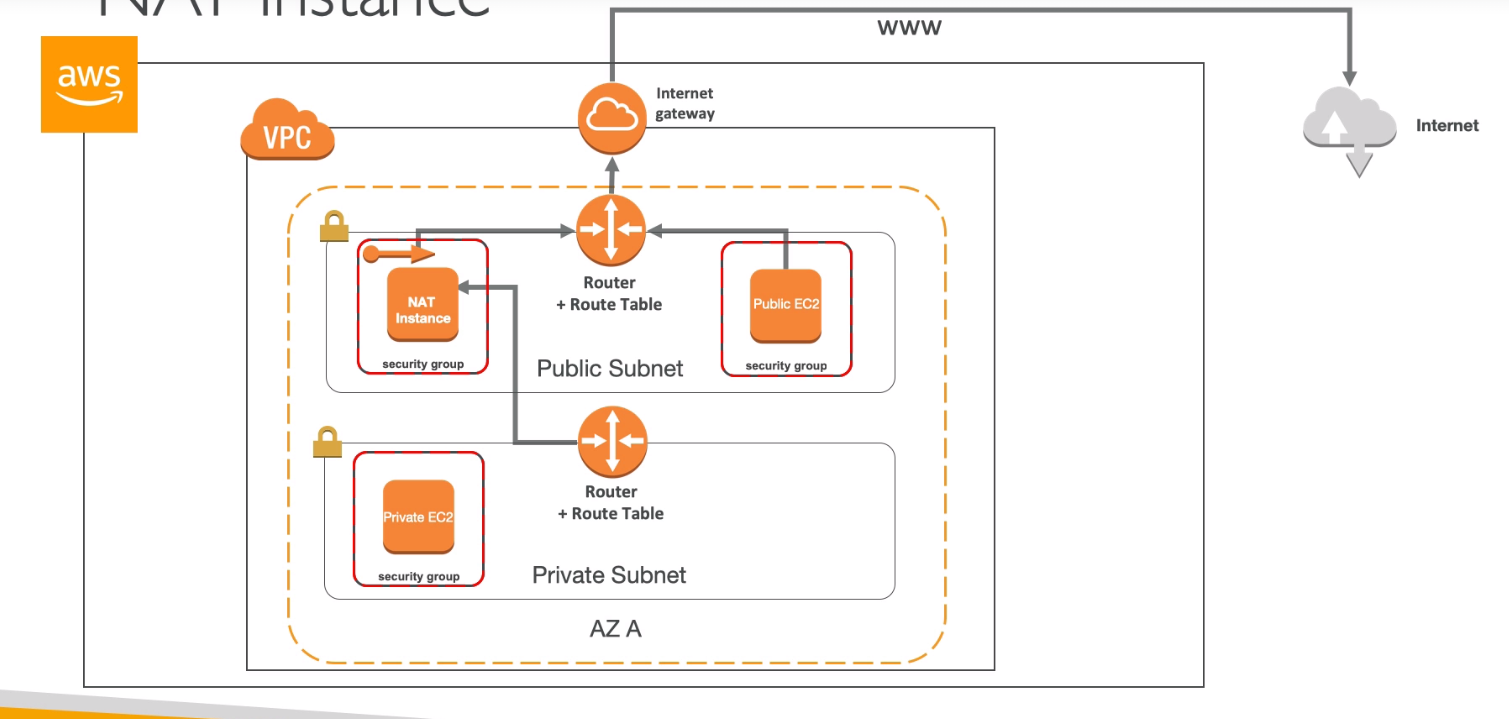 NAT Instance
www
aws
Internet
gateway
VPC
Internet
Router
+ Route Table
NAT
Instance
Public EC2
security group
Public Subnet
security group
Router
+ Route Table
Private EC2
security group
Private Subnet
AZ A